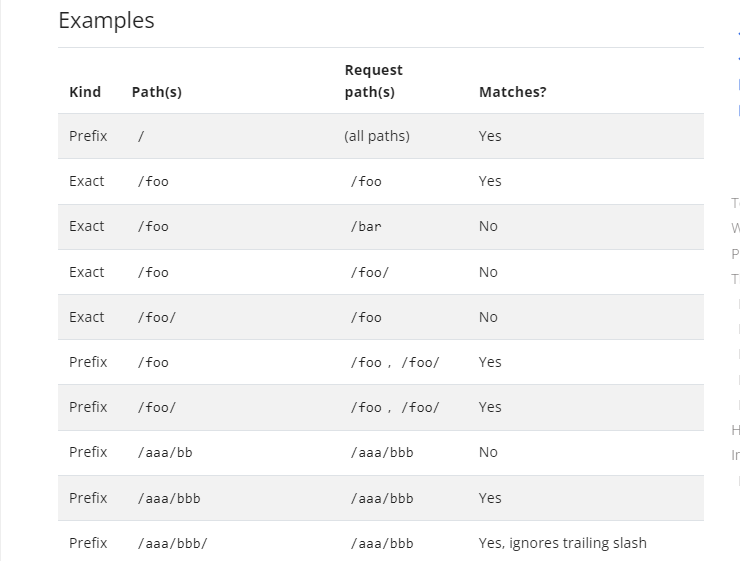 Examples
Kind Path(s) Request path(s) Matches?
Prefix / (all paths) Yes
Exact /foo /foo Yes
Exact /foo /bar No
Exact /foo /foo/ No
Exact /foo/ /foo No
Prefix /foo /foo , /foo/ Yes
Prefix /foo/ /foo , /foo/ Yes
Prefix /aaa/bb /aaa/bbb No
Prefix /aaa/bbb /aaa/bbb Yes
Prefix /aaa/bbb/ /aaa/bbb Yes, ignores trailing slash